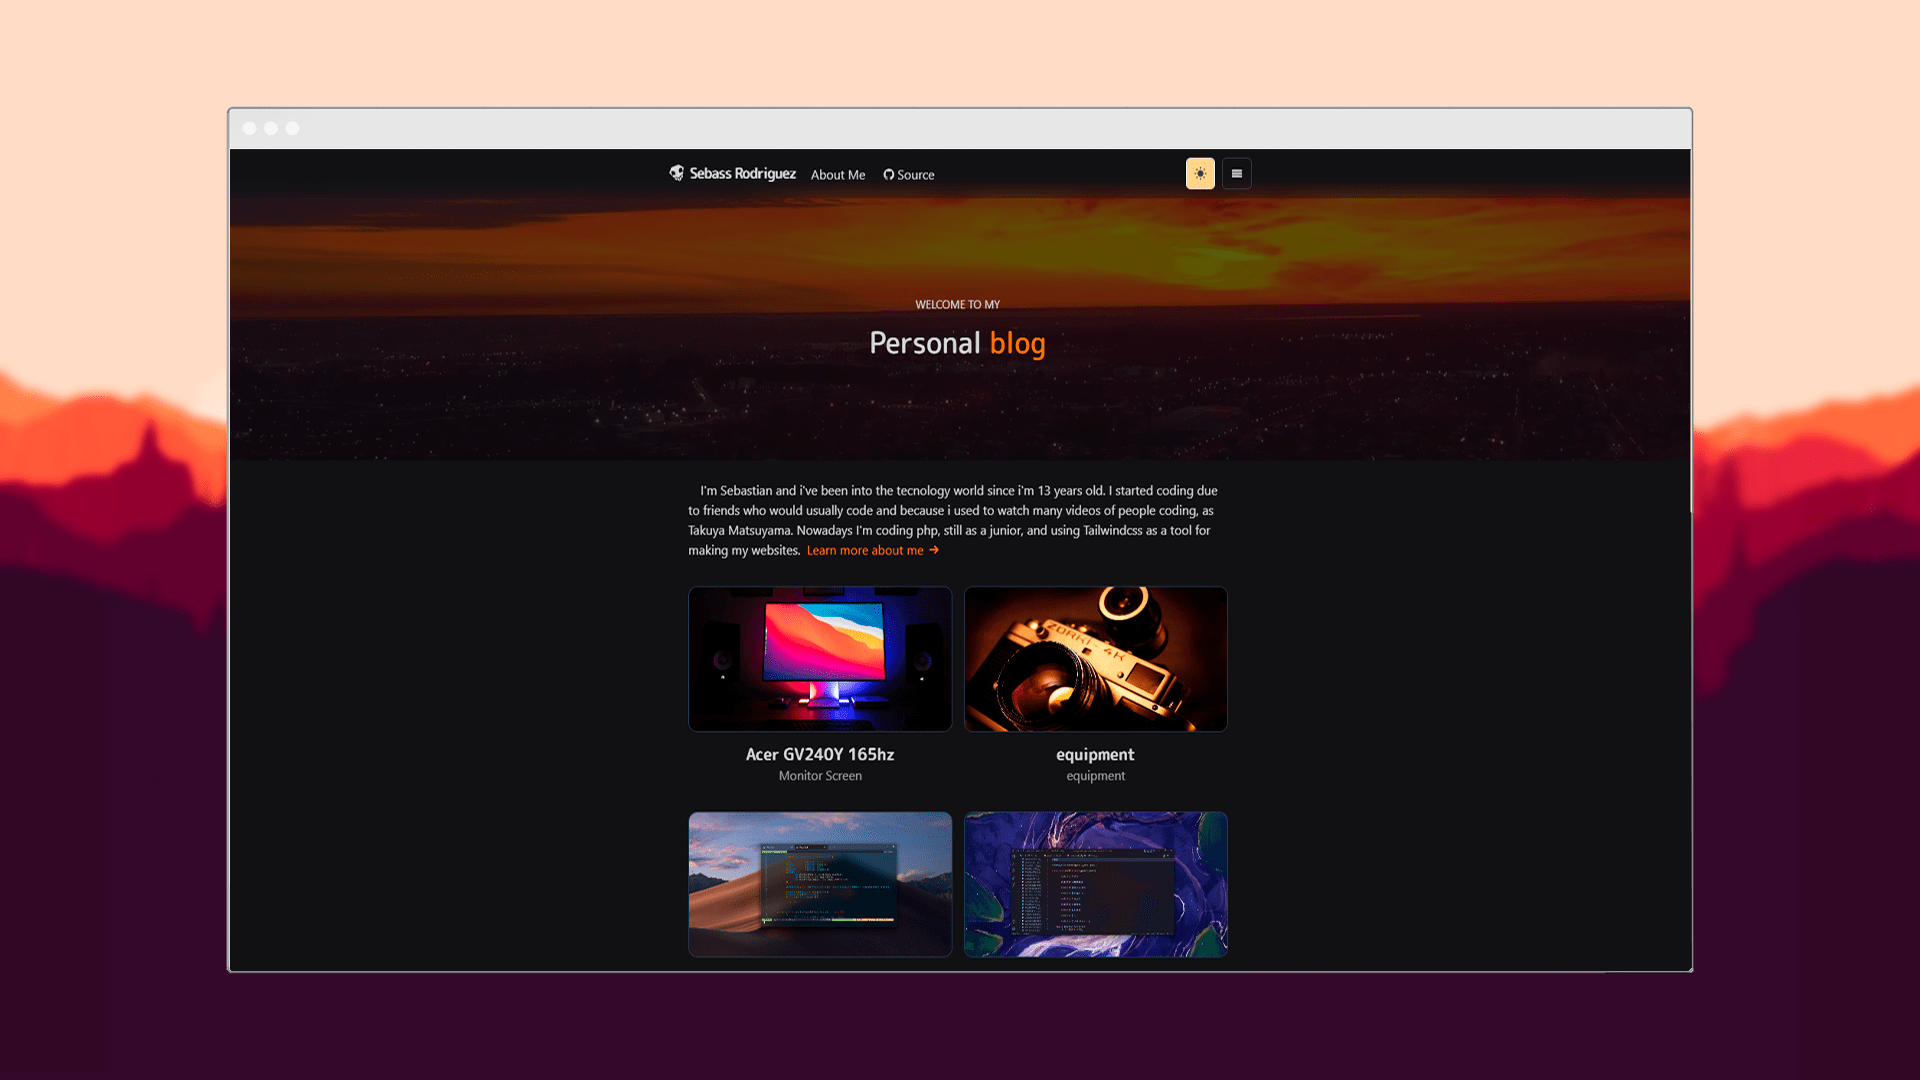 Sebass Rodriguez About Me Source
WELCOME TO MY
Personal blog
I'm Sebastian and i've been into the tecnology world since i'm 13 years old. I started coding due
to friends who would usually code and because i used to watch many videos of people coding, as
Takuya Matsuyama. Nowadays I'm coding php, still as a junior, and using Tailwindcss as a tool for
making my websites. Learn more about me →
ZORKI-4K
Acer GV240Y 165hz
Monitor Screen
equipment
equipment